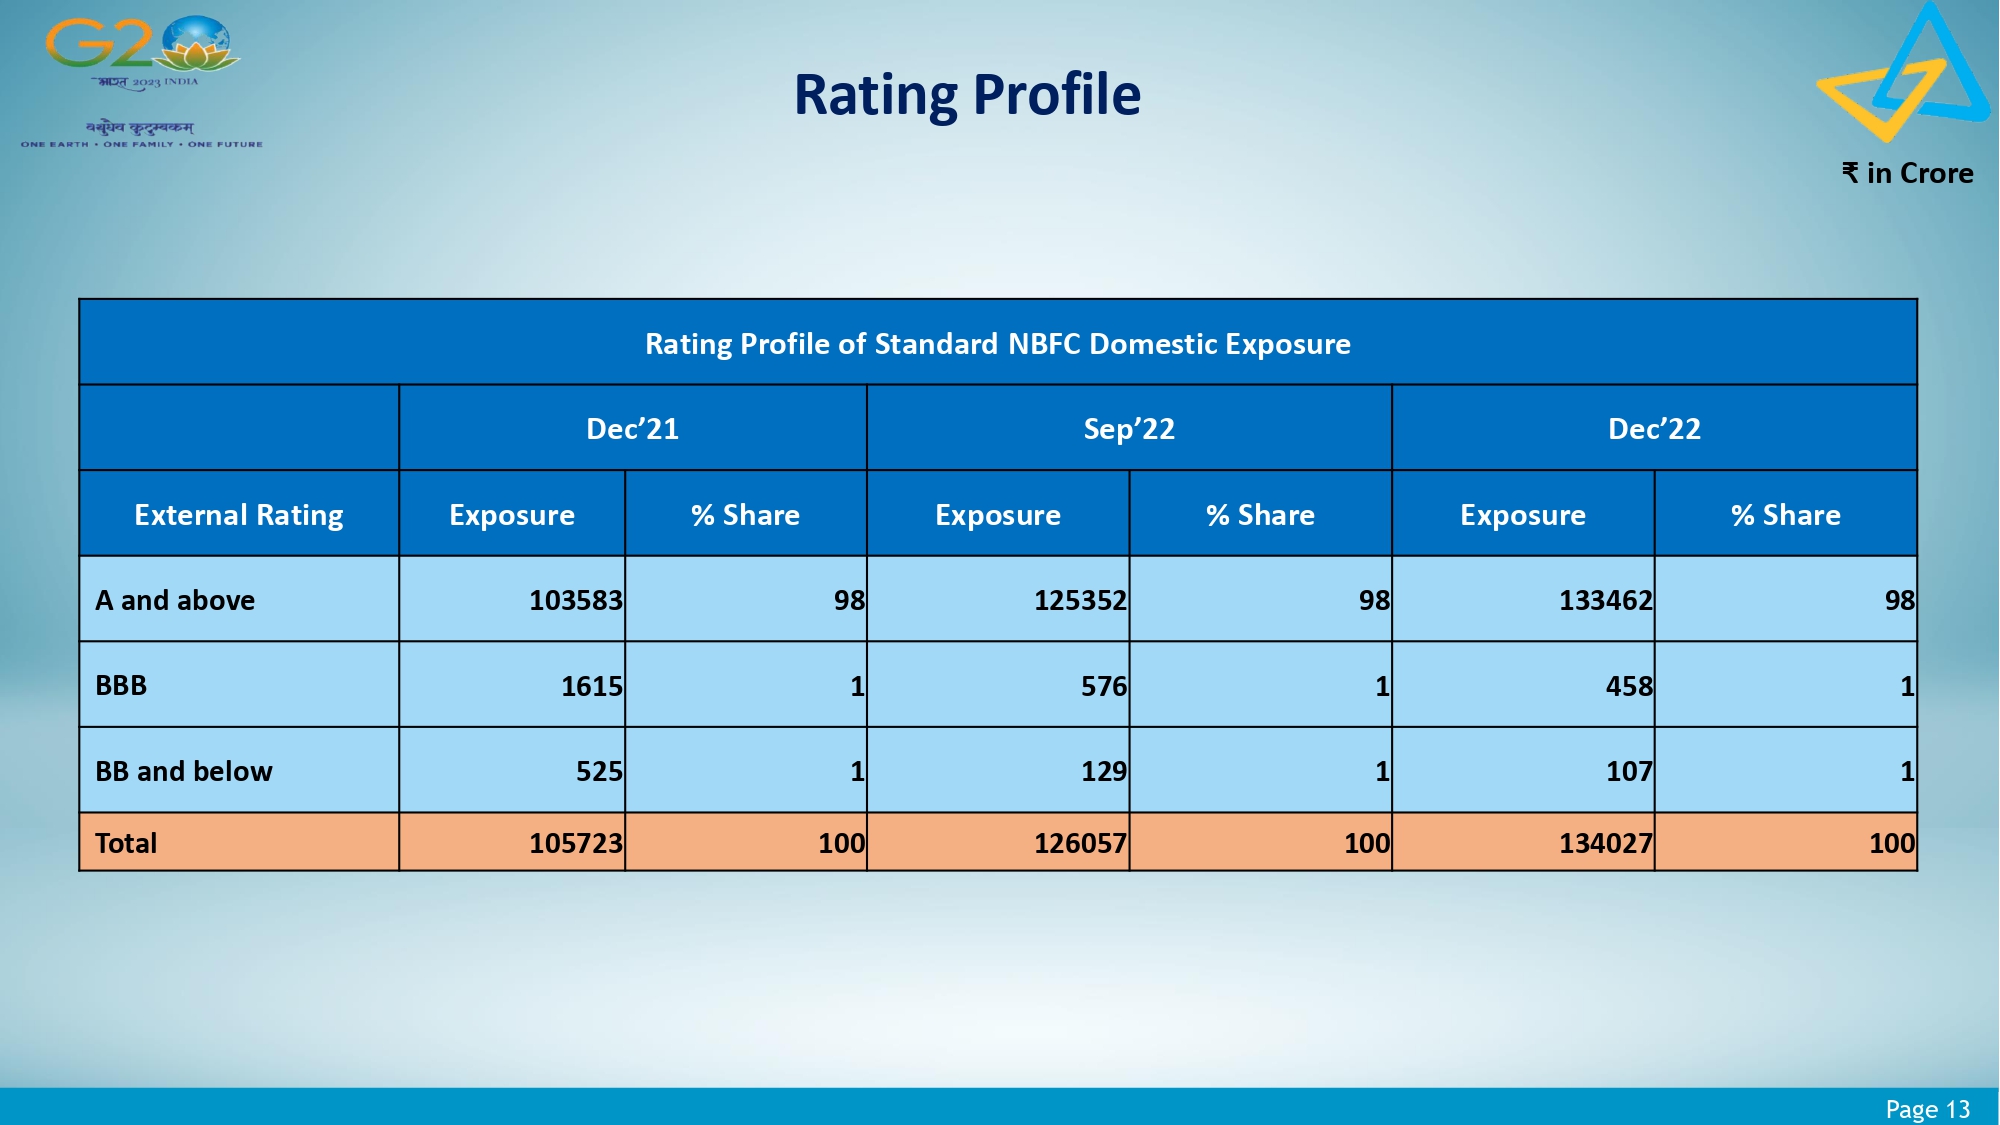 G20
भारत 2023 INDIA
वसुधैव कुटुम्बकम्
ONE EARTH • ONE FAMILY • ONE FUTURE
Rating Profile
₹ in Crore
Rating Profile of Standard NBFC Domestic Exposure
Dec’21 Sep’22 Dec’22
External Rating Exposure % Share Exposure % Share Exposure % Share
A and above 103583 98 125352 98 133462 98
BBB 1615 1 576 1 458 1
BB and below 525 1 129 1 107 1
Total 105723 100 126057 100 134027 100
Page 13